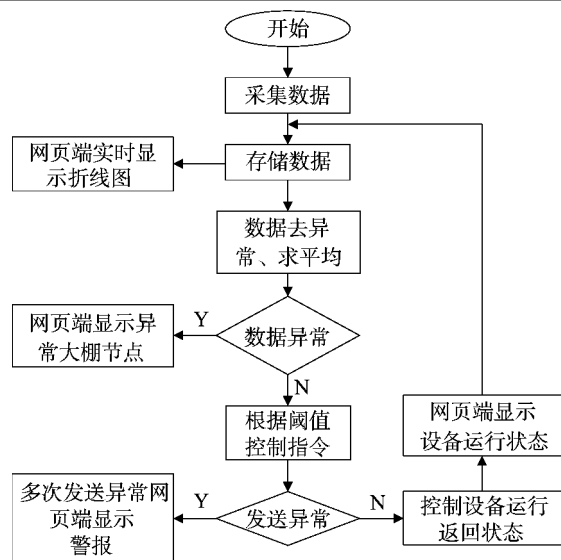 开始
采集数据
网页端实时显
示折线图
存储数据
数据去异
常、求平均
网页端显示异
常大棚节点
Y
数据异常
N
根据阈值
控制指令
网页端显示
设备运行状态
多次发送异常网
页端显示
警报
Y
发送异常
N
控制设备运行
返回状态